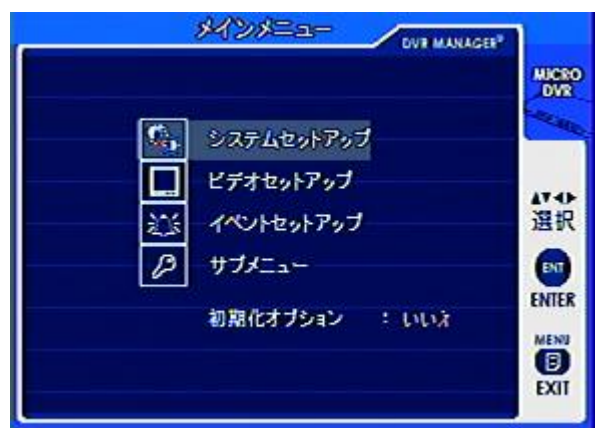 メインメニュー
DVR MANAGER®
MICRO
DVR
システムセットアップ
ビデオセットアップ
イベントセットアップ
サブメニュー
初期化オプション : いいえ
▲▼◀▶
選択
ENT
ENTER
MENU
EXIT